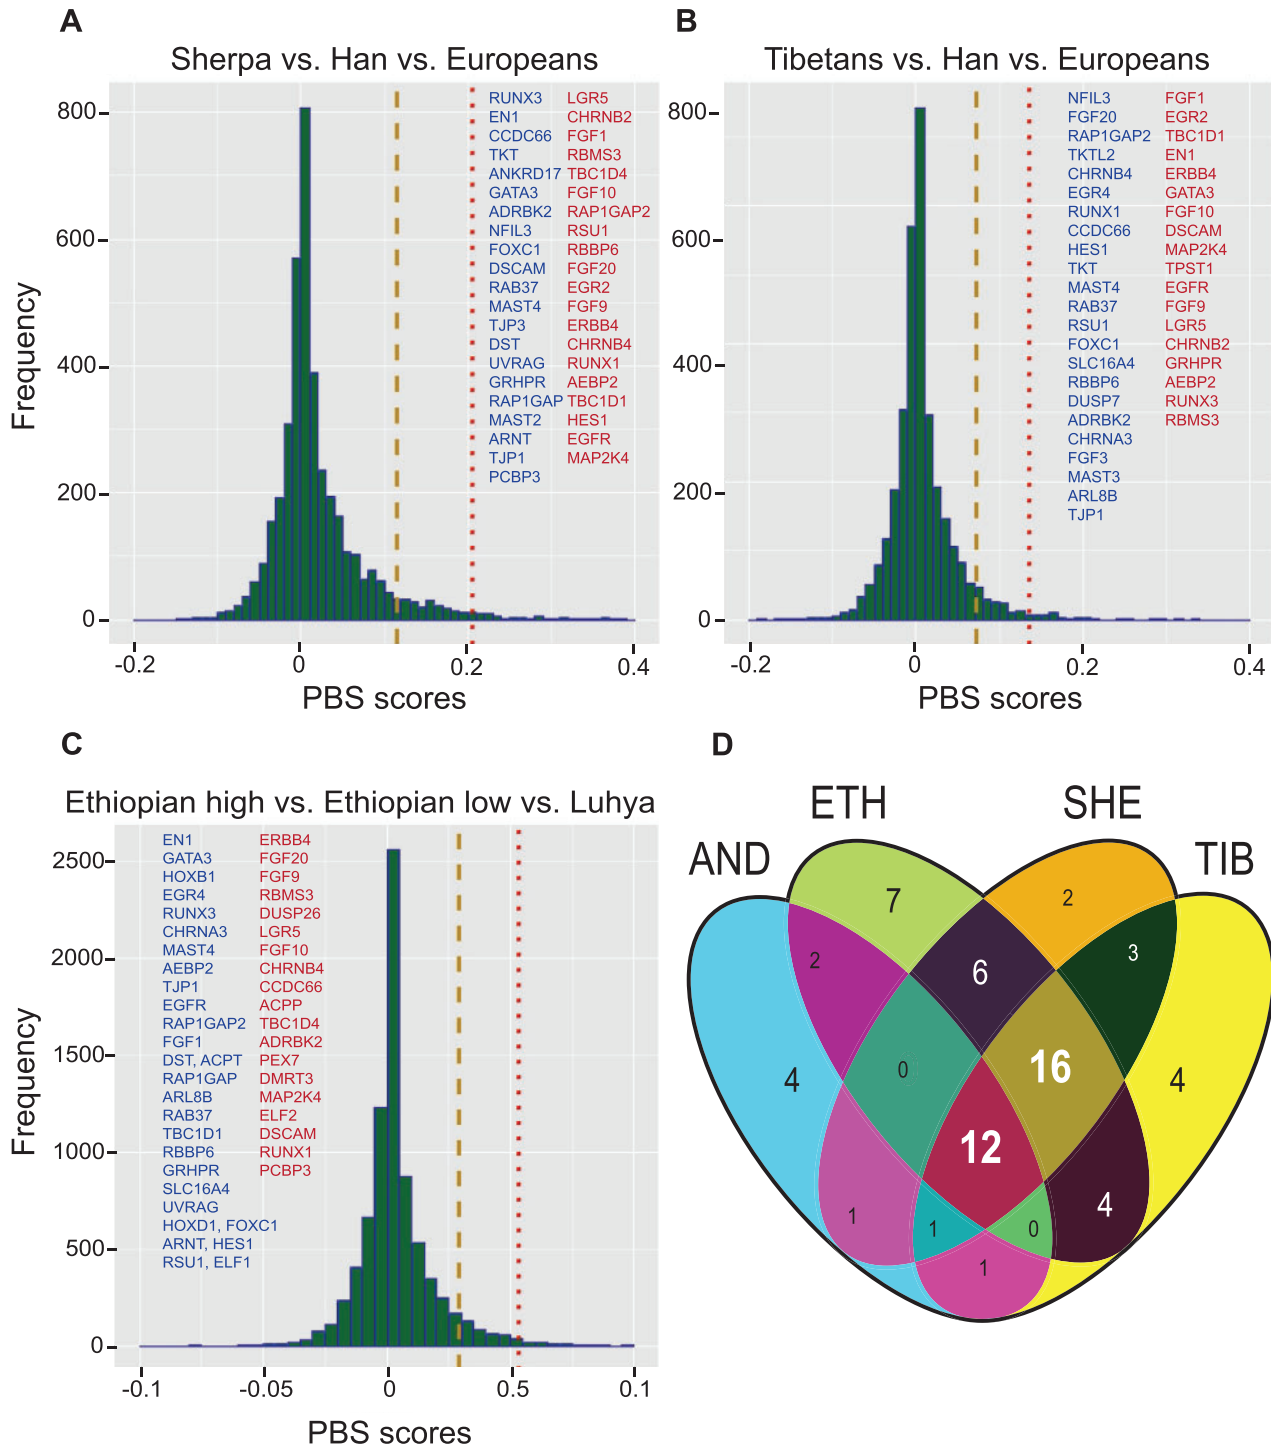 A
Sherpa vs. Han vs. Europeans
Frequency
800
600
400
200
0
RUNX3 LGR5
EN1 CHRNB2
CCDC66 FGF1
TKT RBMS3
ANKRD17 TBC1D4
GATA3 FGF10
ADRBK2 RAP1GAP2
NFIL3 RSU1
FOXC1 RBBP6
DSCAM FGF20
RAB37 EGR2
MAST4 FGF9
TJP3 ERBB4
DST CHRNB4
UVRAG RUNX1
GRHPR AEBP2
RAP1GAP TBC1D1
MAST2 HES1
ARNT EGFR
TJP1 MAP2K4
PCBP3
-0.2 0 0.2 0.4
PBS scores
B
Tibetans vs. Han vs. Europeans
800
600
400
200
0
NFIL3 FGF1
FGF20 EGR2
RAP1GAP2 TBC1D1
TKTL2 EN1
CHRNB4 ERBB4
EGR4 GATA3
RUNX1 FGF10
CCDC66 DSCAM
HES1 MAP2K4
TKT TPST1
MAST4 EGFR
RAB37 FGF9
RSU1 LGR5
FOXC1 CHRNB2
SLC16A4 GRHPR
RBBP6 AEBP2
DUSP7 RUNX3
ADRBK2 RBMS3
CHRNA3
FGF3
MAST3
ARL8B
TJP1
-0.2 0 0.2 0.4
PBS scores
C
Ethiopian high vs. Ethiopian low vs. Luhya
Frequency
2500
2000
1500
1000
500
0
EN1 ERBB4
GATA3 FGF20
HOXB1 FGF9
EGR4 RBMS3
RUNX3 DUSP26
CHRNA3 LGR5
MAST4 FGF10
AEBP2 CHRNB4
TJP1 CCDC66
EGFR ACPP
RAP1GAP2 TBC1D4
FGF1 ADRBK2
DST, ACPT PEX7
RAP1GAP DMRT3
ARL8B MAP2K4
RAB37 ELF2
TBC1D1 DSCAM
RBBP6 RUNX1
GRHPR PCBP3
SLC16A4
UVRAG
HOXD1, FOXC1
ARNT, HES1
RSU1, ELF1
-0.1 -0.05 0 0.5 0.1
PBS scores
D
ETH SHE
AND TIB
7 2
2 6 3
4 0 16 4
12
1 1 0 4
1